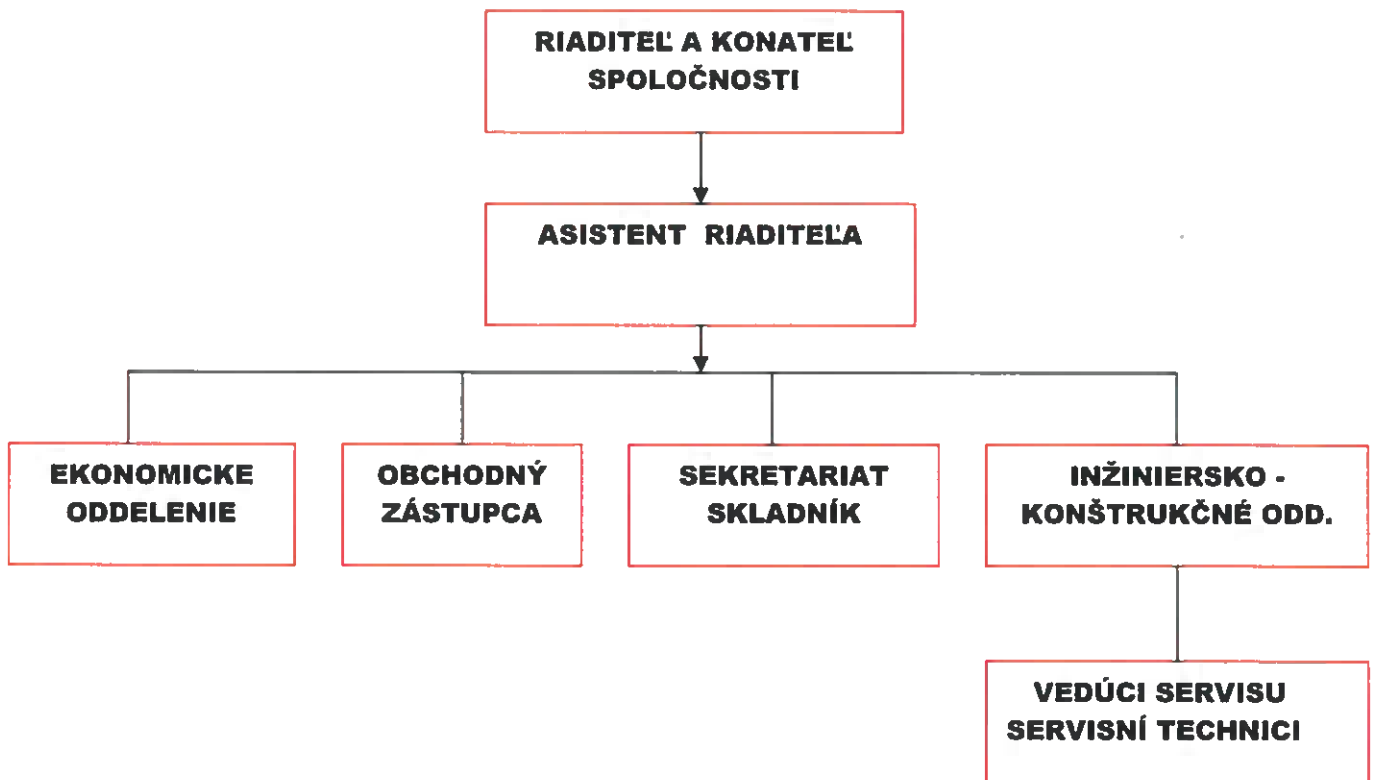 RIADITEĽ A KONATEĽ
SPOLOČNOSTI
ASISTENT RIADITEĽA
EKONOMICKE
ODDELENIE
OBCHODNÝ
ZÁSTUPCA
SEKRETARIAT
SKLADNÍK
INŽINIERSKO -
KONŠTRUKČNÉ ODD.
VEDÚCI SERVISU
SERVISNÍ TECHNICI